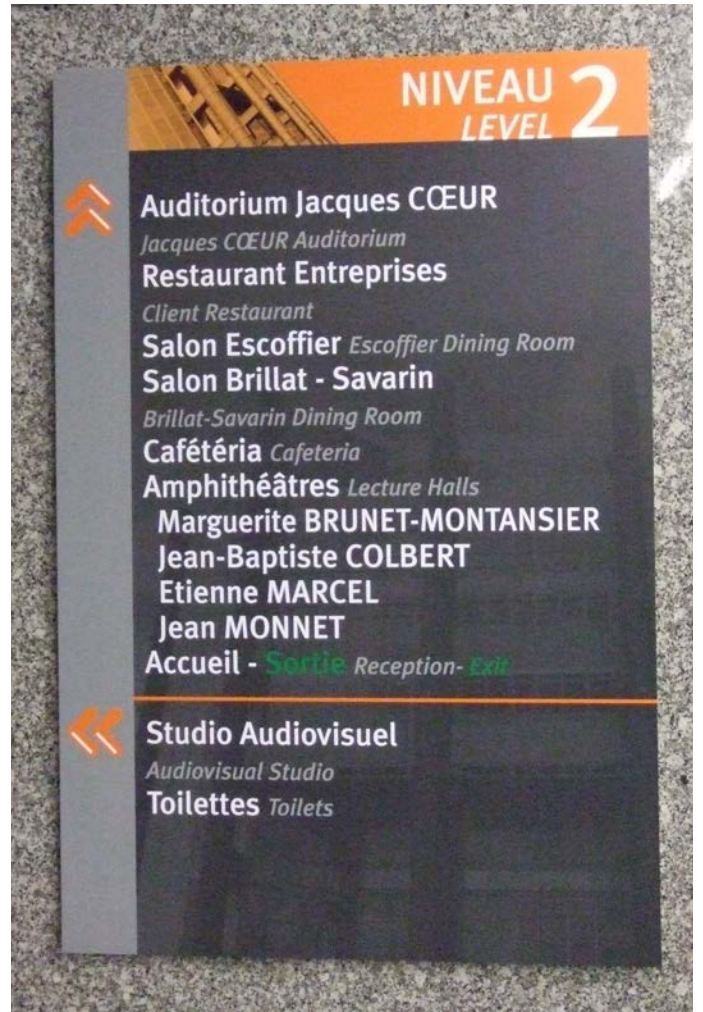 NIVEAU 2
LEVEL
Auditorium Jacques CŒUR
Jacques CŒUR Auditorium
Restaurant Entreprises
Client Restaurant
Salon Escoffier Escoffier Dining Room
Salon Brillat - Savarin
Brillat-Savarin Dining Room
Cafétéria Cafeteria
Amphithéâtres Lecture Halls
Marguerite BRUNET-MONTANSIER
Jean-Baptiste COLBERT
Etienne MARCEL
Jean MONNET
Accueil - Sortie Reception- Exit
Studio Audiovisuel
Audiovisual Studio
Toilettes Toilets